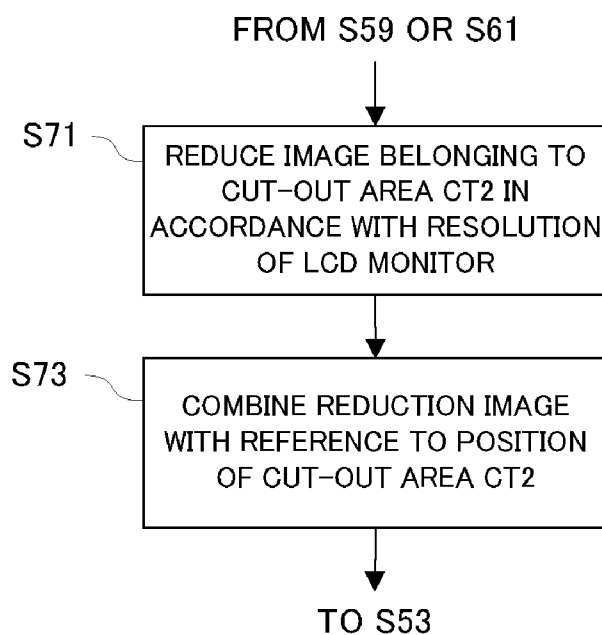 FROM S59 OR S61
S71
REDUCE IMAGE BELONGING TO
CUT-OUT AREA CT2 IN
ACCORDANCE WITH RESOLUTION
OF LCD MONITOR
S73
COMBINE REDUCTION IMAGE
WITH REFERENCE TO POSITION
OF CUT-OUT AREA CT2
TO S53